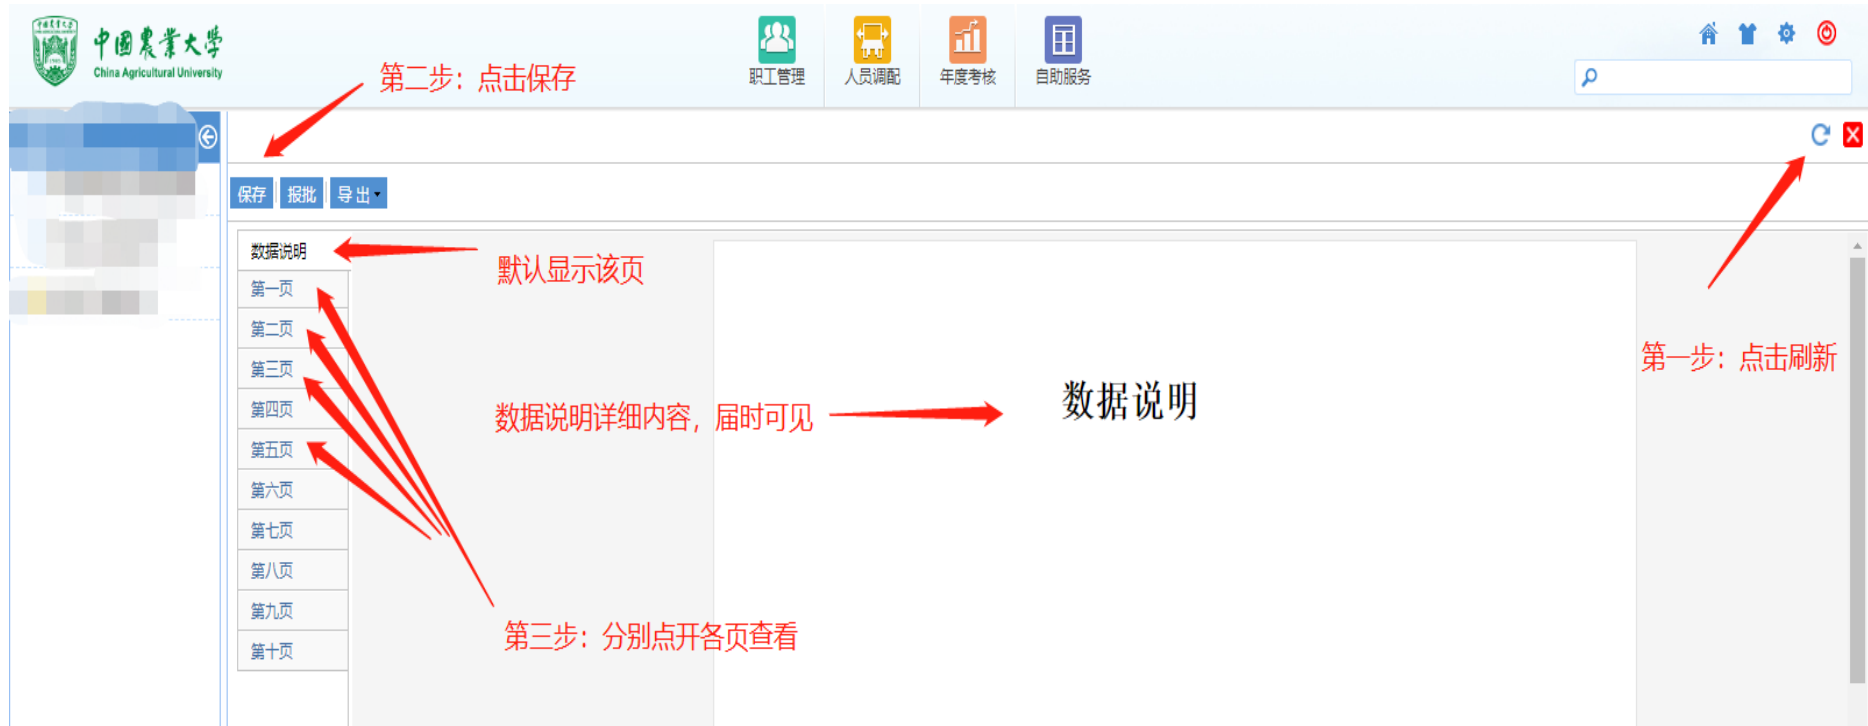 中國農業大學
China Agricultural University
职工管理
人员调配
年度考核
自助服务
第二步：点击保存
保存
报批
导出
数据说明
默认显示该页
第一页
第二页
第三页
第四页
第五页
第六页
第七页
第八页
第九页
第十页
第一步：点击刷新
数据说明详细内容，届时可见
数据说明
第三步：分别点开各页查看